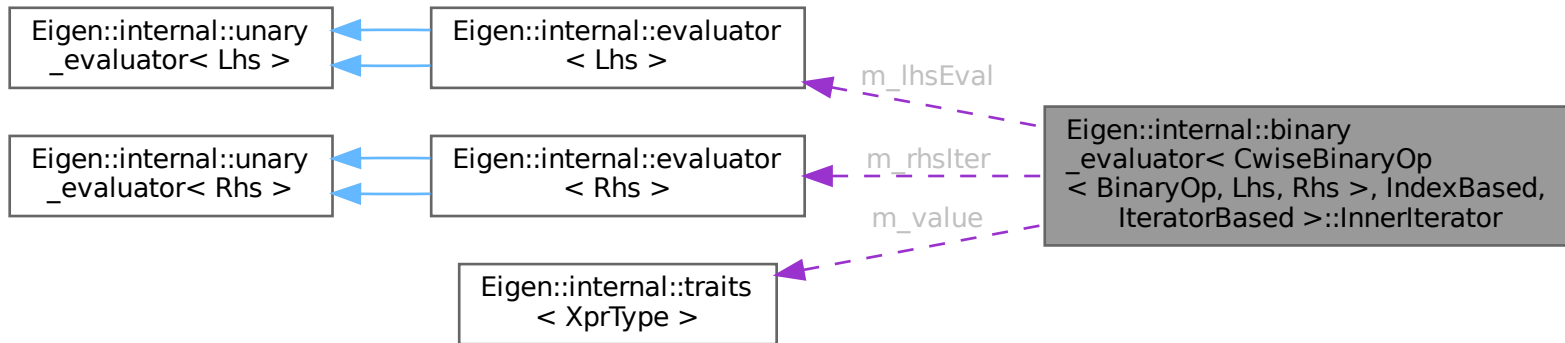 Eigen::internal::unary
_evaluator< Lhs >
Eigen::internal::evaluator
< Lhs >
m_lhsEval
Eigen::internal::binary
_evaluator< CwiseBinaryOp
< BinaryOp, Lhs, Rhs >, IndexBased,
IteratorBased >::InnerIterator
Eigen::internal::unary
_evaluator< Rhs >
Eigen::internal::evaluator
< Rhs >
m_rhsIter
m_value
Eigen::internal::traits
< XprType >